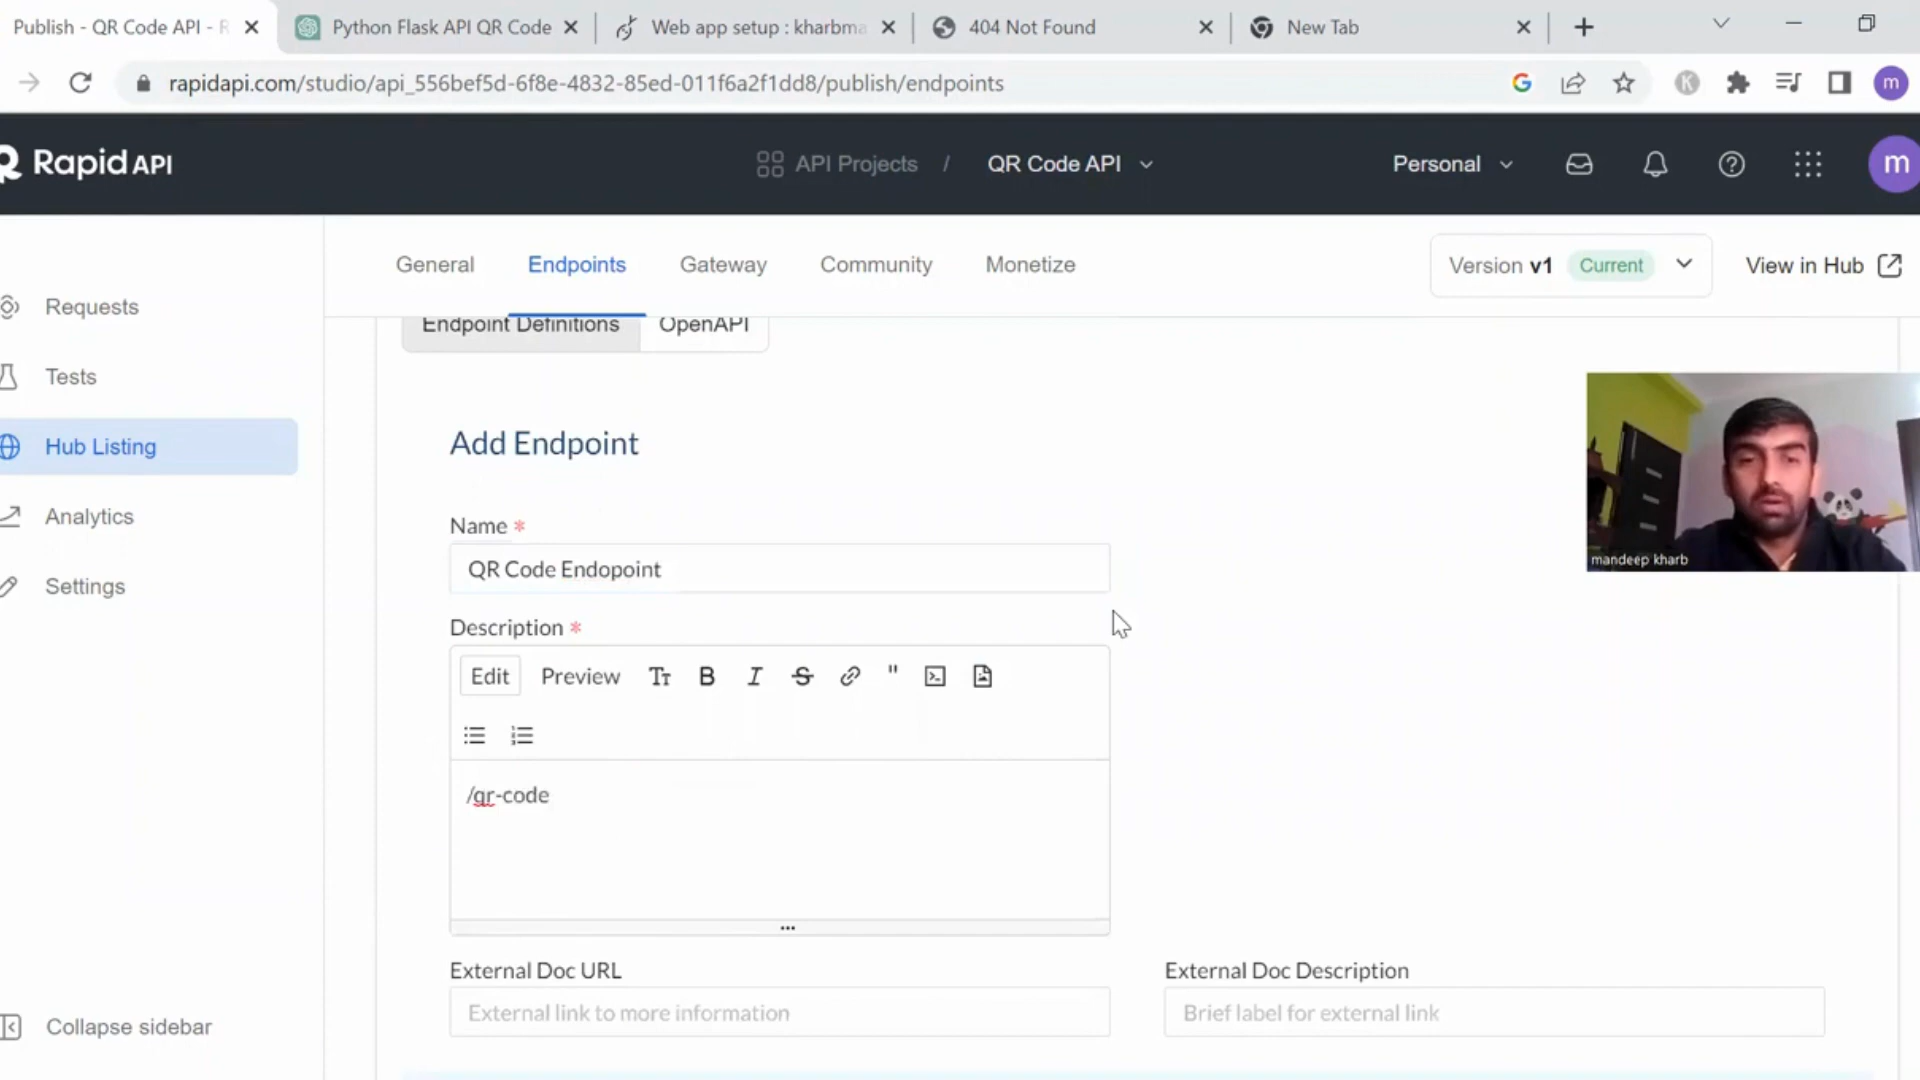 Publish - QR Code API - R
Python Flask API QR Code
Web app setup : kharbma
404 Not Found
New Tab
rapidapi.com/studio/api_556bef5d-6f8e-4832-85ed-011f6a2f1dd8/publish/endpoints
K
m
Rapid API
API Projects / QR Code API
Personal
m
General
Endpoints
Gateway
Community
Monetize
Version v1 Current
View in Hub
Requests
Tests
Hub Listing
Analytics
Settings
Collapse sidebar
Endpoint Definitions
OpenAPI
Add Endpoint
Name *
QR Code Endopoint
Description *
Edit Preview
/qr-code
External Doc URL
External link to more information
External Doc Description
Brief label for external link
mandeep kharb